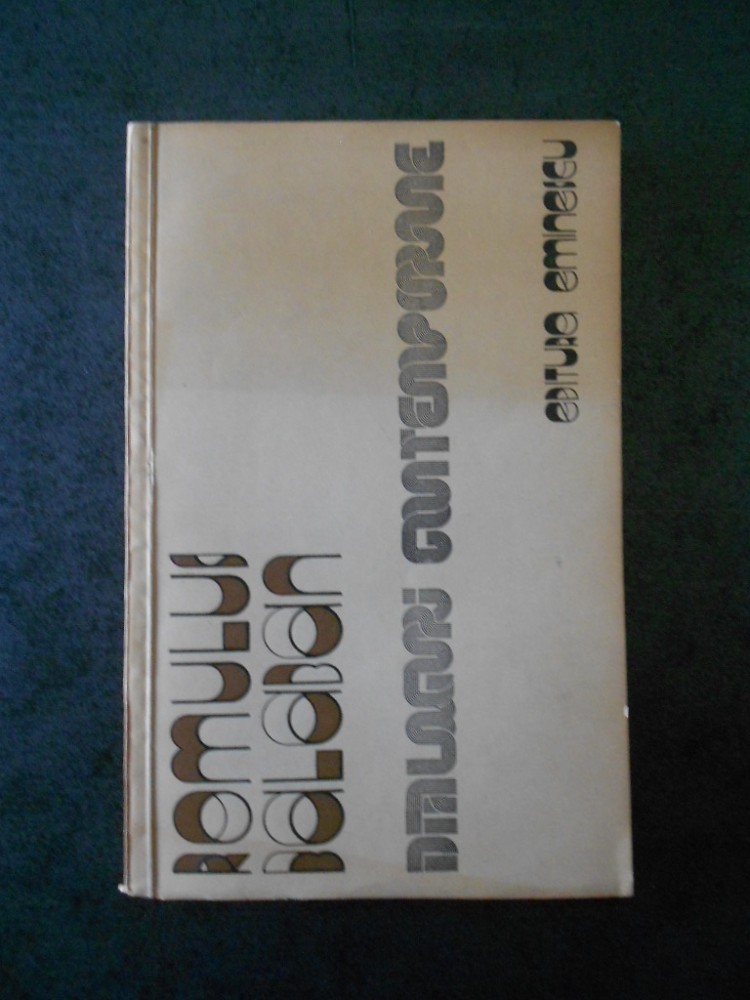 ROMULUS
BALABAN
DIALOGURI CONTEMPORANE
EDITURA EMINESCU